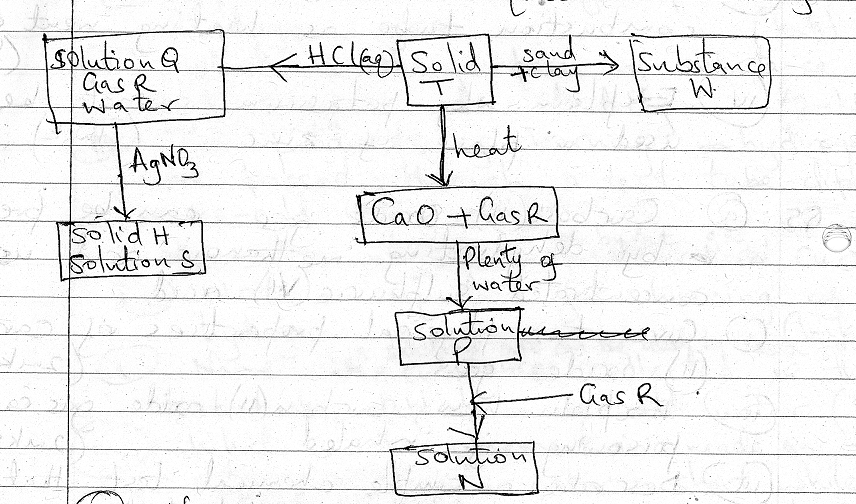 Solution Q
Gas R
Water
HCl(aq)
Solid
T
sand
+clay
Substance
W.
AgNO3
heat
Solid H
Solution S
CaO + Gas R
Plenty of
water
Solution
P
Gas R
Solution
N